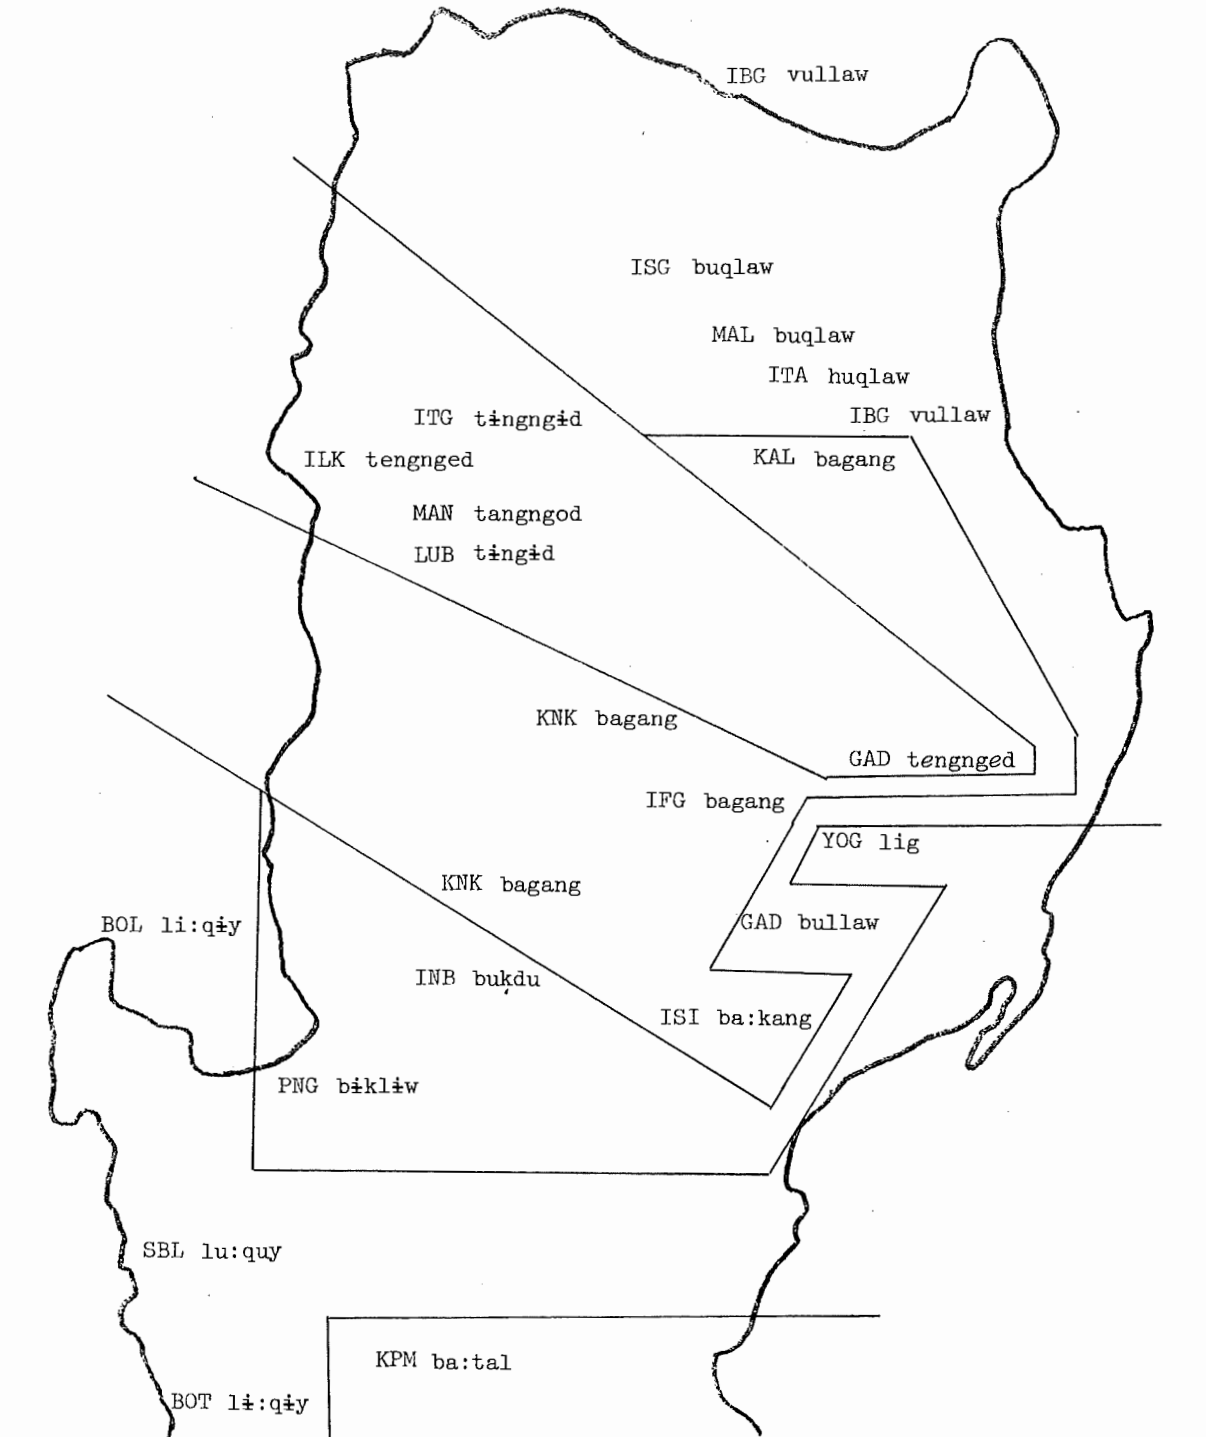 IBG vullaw
ISG buqlaw
MAL buqlaw
ITA huqlaw
IBG vullaw
ITG tɨngngɨd
KAL bagang
ILK tengnged
MAN tangngod
LUB tɨngɨd
KNK bagang
GAD tengnged
IFG bagang
YOG lig
KNK bagang
GAD bullaw
BOL li:qɨy
INB bukdu
ISI ba:kang
PNG bɨklɨw
SBL lu:quy
KPM ba:tal
BOT lɨ:qɨy